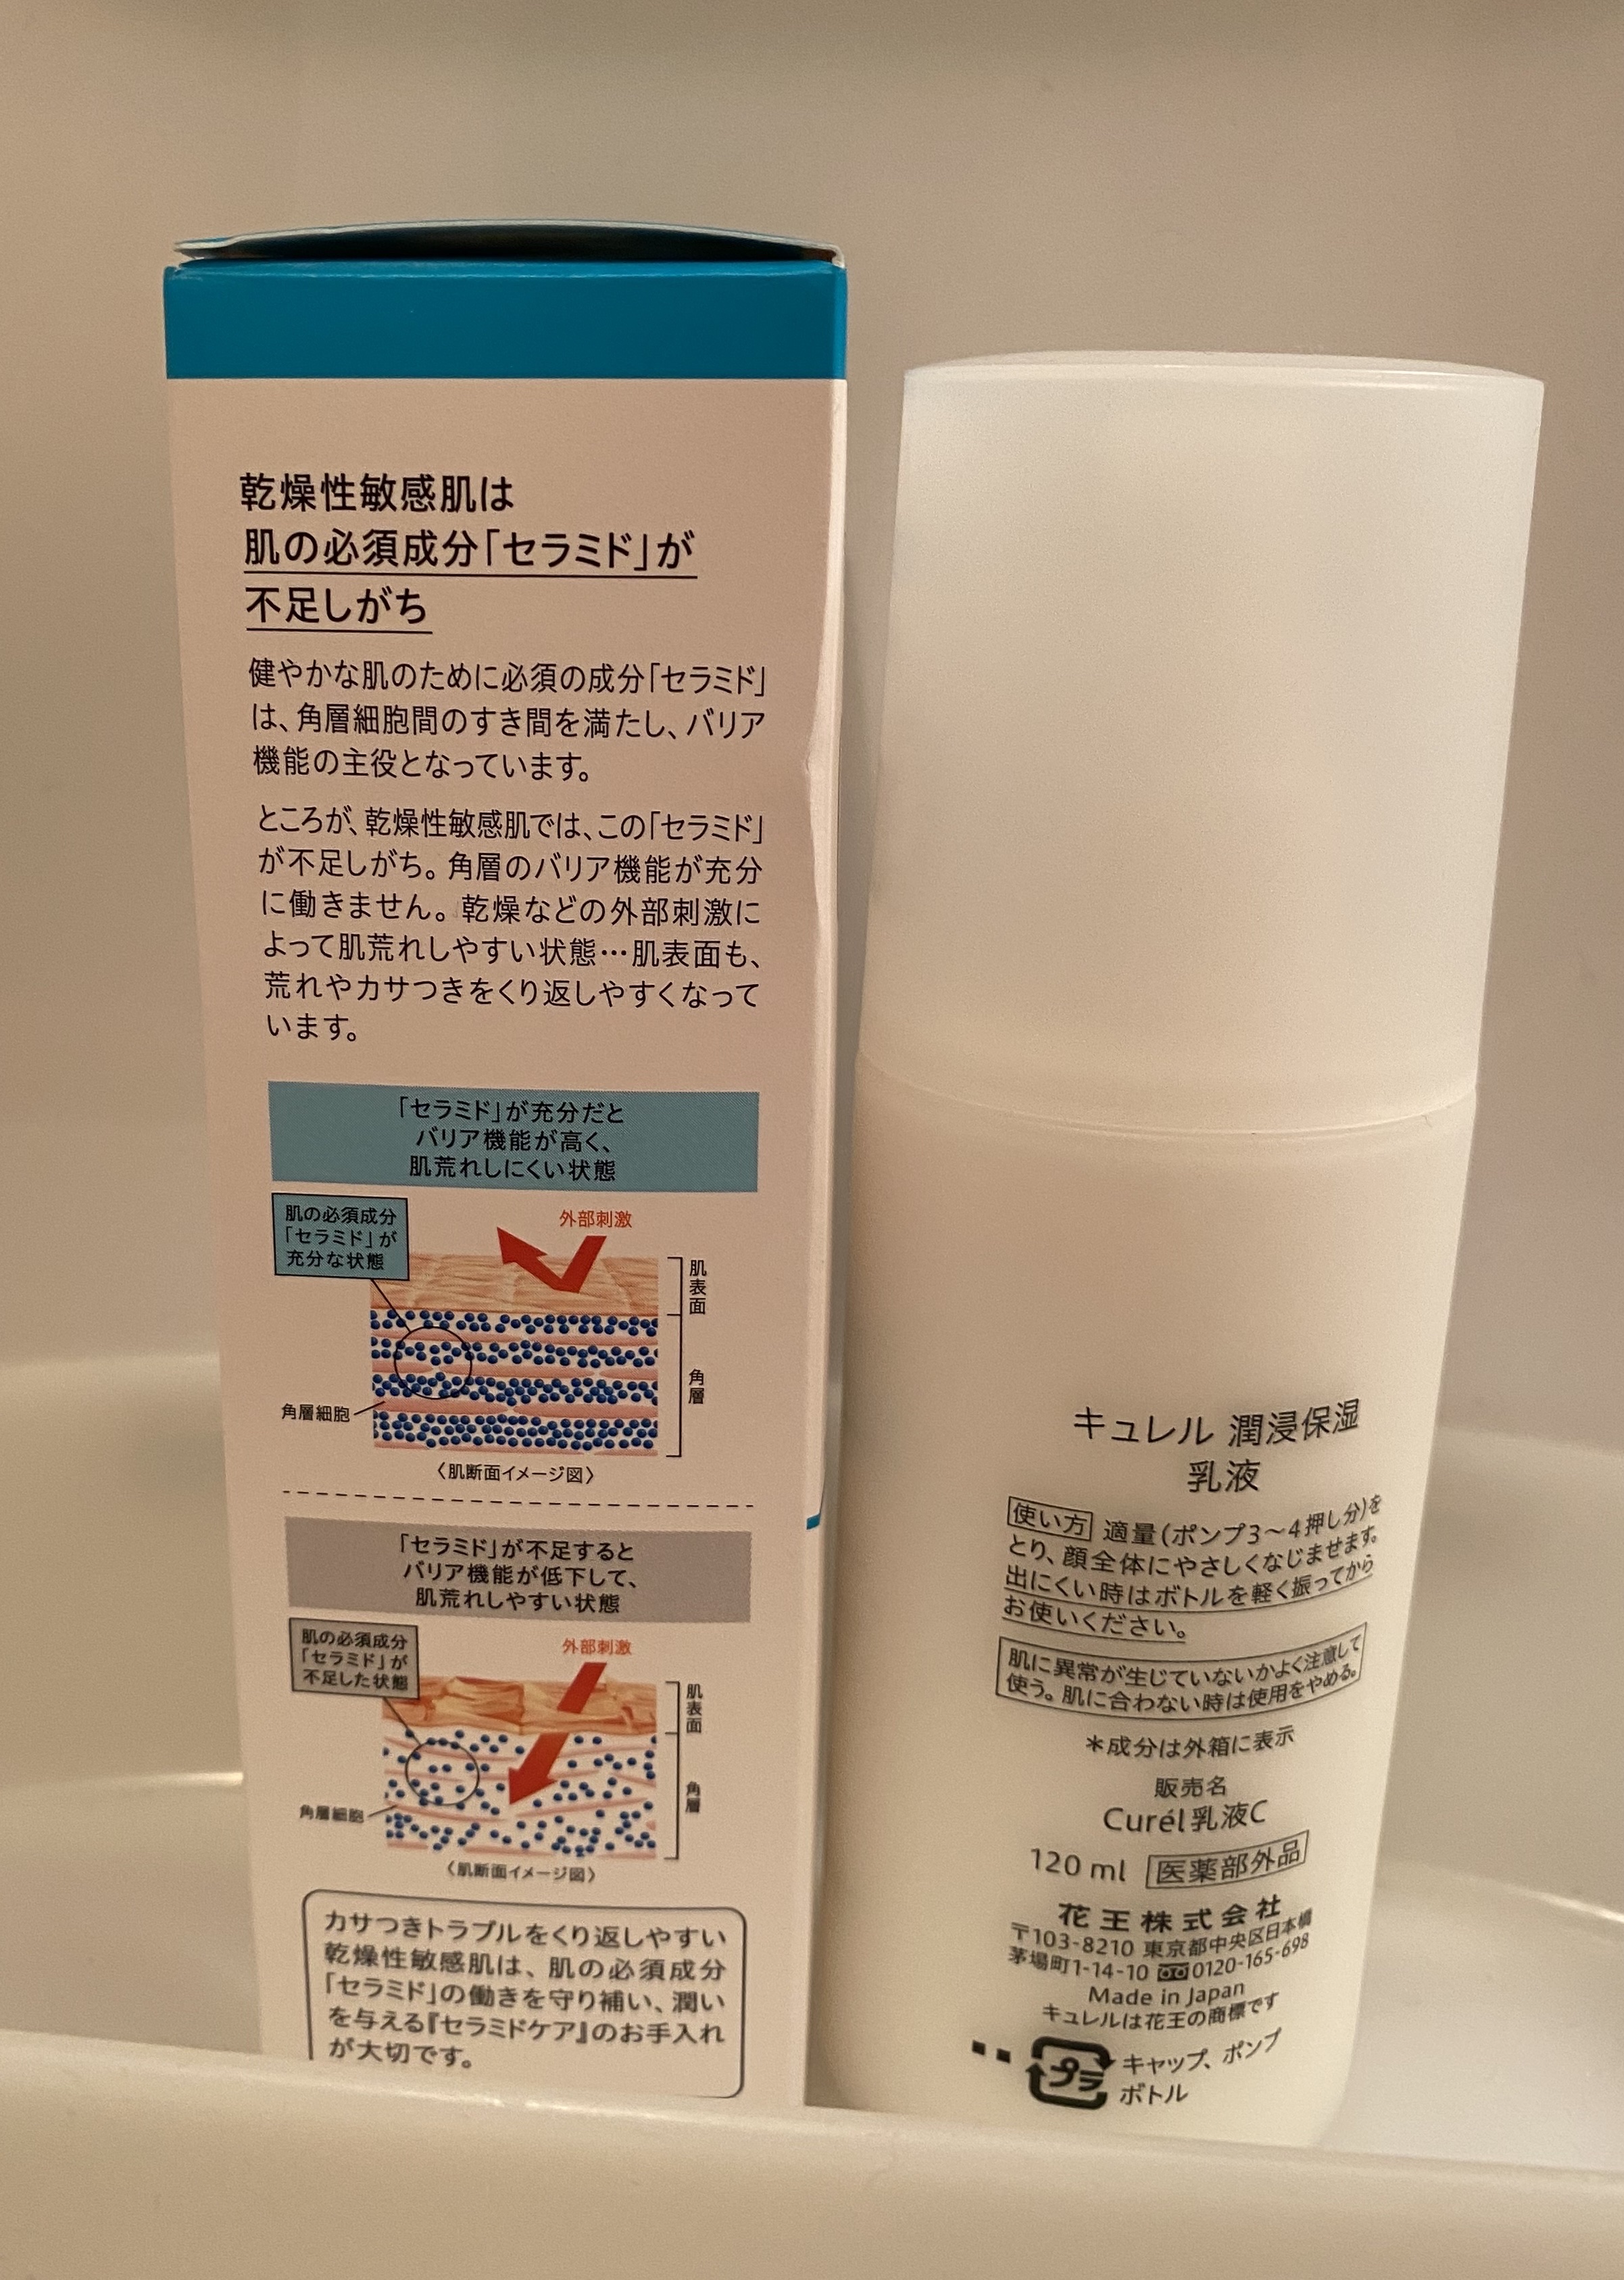 乾燥性敏感肌は
肌の必須成分「セラミド」が
不足しがち
健やかな肌のために必須の成分「セラミド」
は、角層細胞間のすき間を満たし、バリア
機能の主役となっています。
ところが、乾燥性敏感肌では、この「セラミド」
が不足しがち。角層のバリア機能が充分
に働きません。乾燥などの外部刺激に
よって肌荒れしやすい状態…肌表面も、
荒れやカサつきをくり返しやすくなって
います。
「セラミド」が充分だと
バリア機能が高く、
肌荒れしにくい状態
肌の必須成分
「セラミド」が
充分な状態
外部刺激
肌表面
角層
角層細胞
〈肌断面イメージ図〉
「セラミド」が不足すると
バリア機能が低下して、
肌荒れしやすい状態
肌の必須成分
「セラミド」が
不足した状態
外部刺激
肌表面
角層
角層細胞
〈肌断面イメージ図〉
カサつきトラブルをくり返しやすい
乾燥性敏感肌は、肌の必須成分
「セラミド」の働きを守り補い、潤い
を与える『セラミドケア』のお手入れ
が大切です。
キュレル 潤浸保湿
乳液
使い方 適量(ポンプ3~4押し分)を
とり、顔全体にやさしくなじませます。
出にくい時はボトルを軽く振ってから
お使いください。
肌に異常が生じていないかよく注意して
使う。肌に合わない時は使用をやめる。
*成分は外箱に表示
販売名
Curél乳液C
120 ml 医薬部外品
花王株式会社
〒103-8210 東京都中央区日本橋
茅場町1-14-10 0120-165-698
Made in Japan
キュレルは花王の商標です
プラ キャップ、ポンプ
ボトル